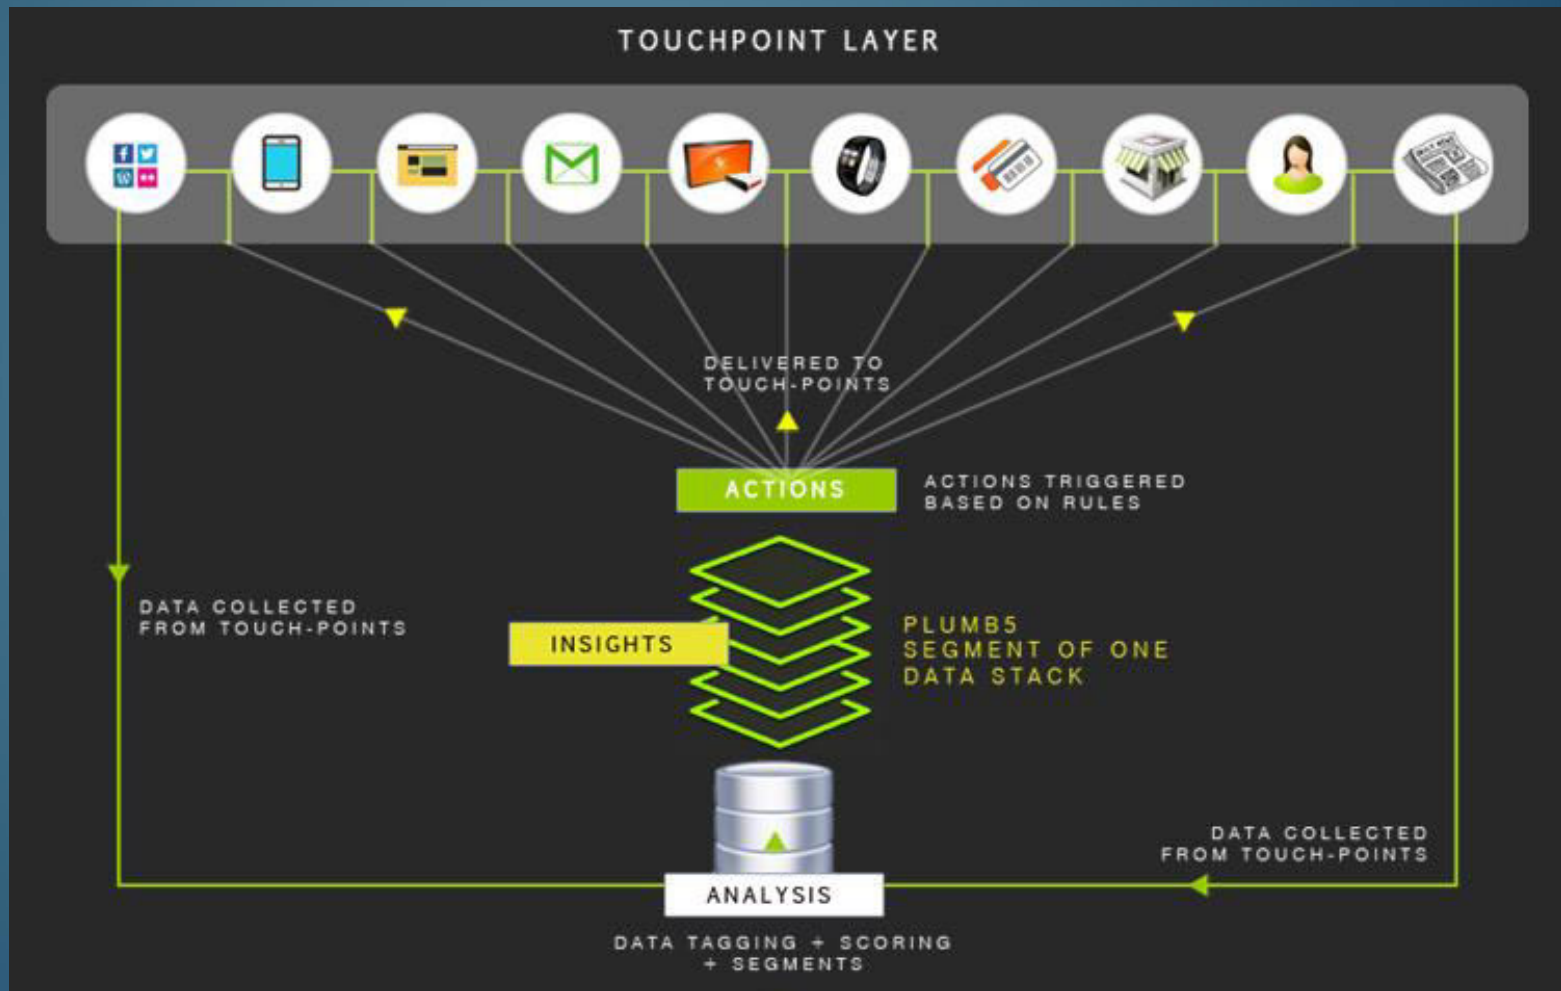 TOUCHPOINT LAYER
DELIVERED TO
TOUCH-POINTS
ACTIONS
ACTIONS TRIGGERED
BASED ON RULES
DATA COLLECTED
FROM TOUCH-POINTS
INSIGHTS
PLUMB5
SEGMENT OF ONE
DATA STACK
DATA COLLECTED
FROM TOUCH-POINTS
ANALYSIS
DATA TAGGING + SCORING
+ SEGMENTS